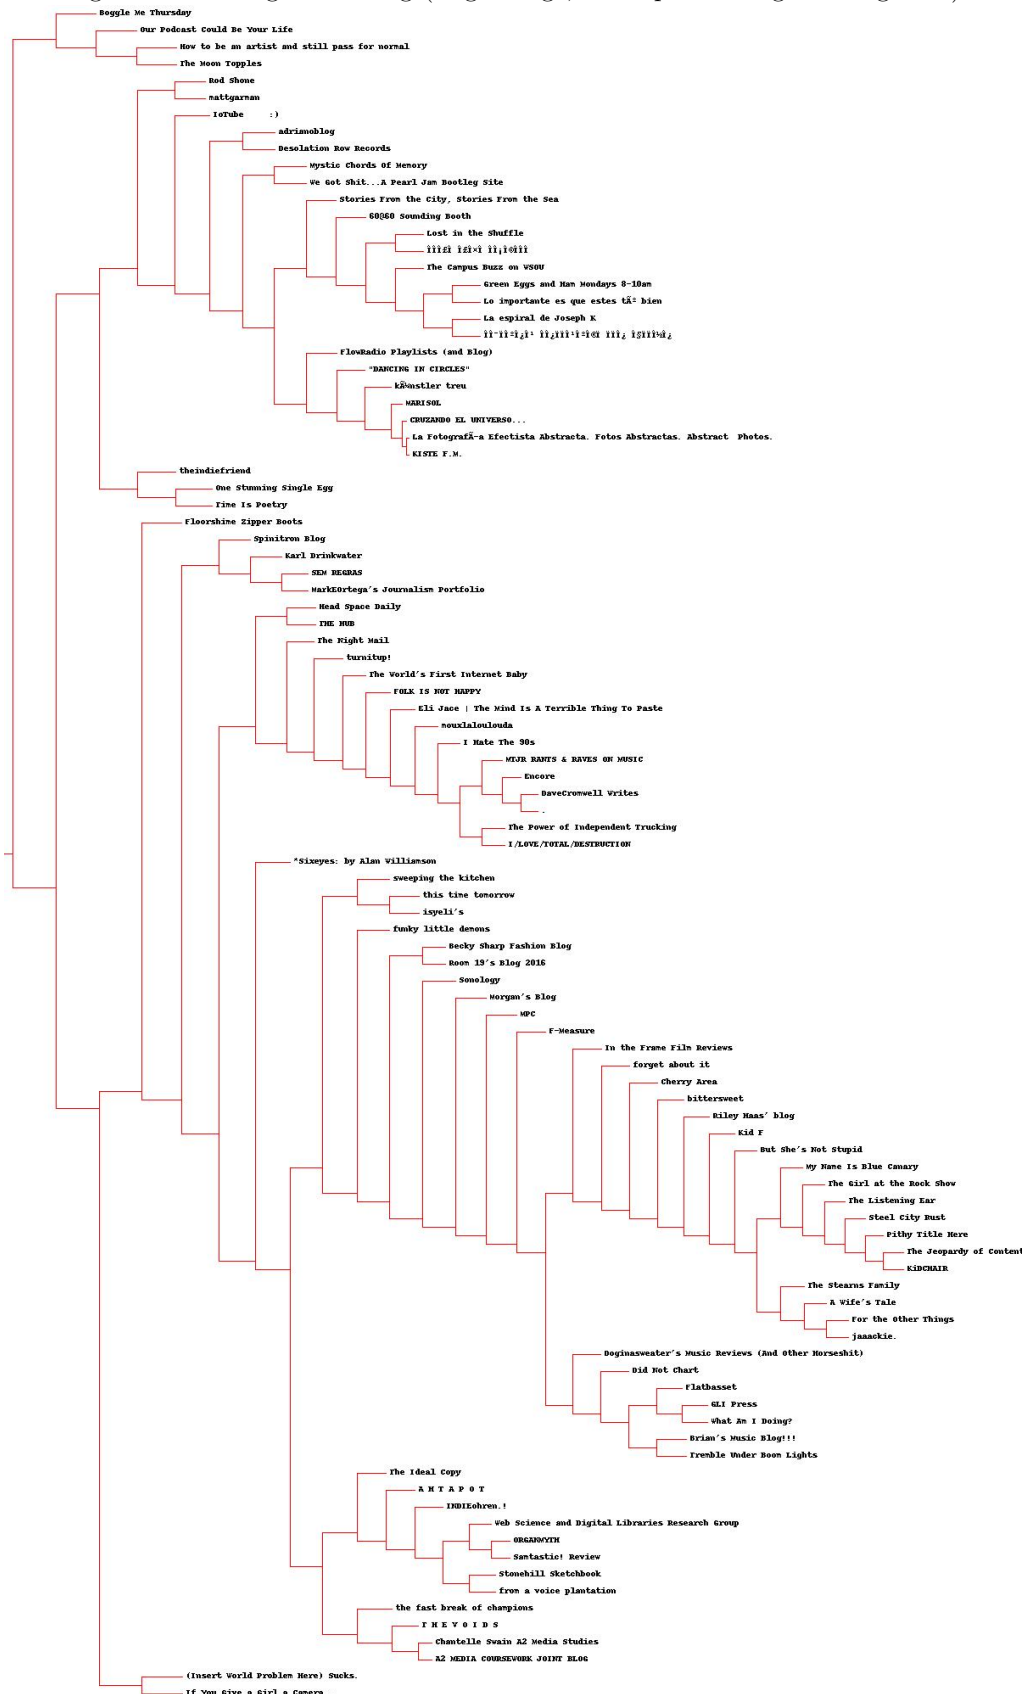 Boggle Me Thursday
Our Podcast Could Be Your Life
How to be an artist and still pass for normal
The Moon Topples
Rod Shone
mattgarman
IoTube :)
adrianoblog
Desolation Row Records
Mystic Chords Of Memory
We Got Shit...A Pearl Jam Bootleg Site
Stories From the City, Stories From the Sea
60@60 Sounding Booth
Lost in the Shuffle
The Campus Buzz on WSOU
Green Eggs and Ham Mondays 8-10am
Lo importante es que estes tÃº bien
La espiral de Joseph K
FlowRadio Playlists (and Blog)
"DANCING IN CIRCLES"
kÃ¼nstler treu
MARISOL
CRUZANDO EL UNIVERSO...
La FotografÃ-a Efectista Abstracta. Fotos Abstractas. Abstract Photos.
KISTE F.M.
theindiefriend
One Stunning Single Egg
Time Is Poetry
Floorshime Zipper Boots
Spinitron Blog
Karl Drinkwater
SEM REGRAS
MarkEOrtega's Journalism Portfolio
Head Space Daily
THE HUB
The Night Mail
turnitup!
The World's First Internet Baby
FOLK IS NOT HAPPY
Eli Jace | The Mind Is A Terrible Thing To Paste
mouxlaloulouda
I Hate The 90s
MTJR RANTS & RAVES ON MUSIC
Encore
DaveCromwell Writes
.
The Power of Independent Trucking
I/LOVE/TOTAL/DESTRUCTION
*Sixeyes: by Alan Williamson
sweeping the kitchen
this time tomorrow
isyeli's
funky little demons
Becky Sharp Fashion Blog
Room 19's Blog 2016
Sonology
Morgan's Blog
MPC
F-Measure
In the Frame Film Reviews
forget about it
Cherry Area
bittersweet
Riley Haas' blog
Kid F
But She's Not Stupid
My Name Is Blue Canary
The Girl at the Rock Show
The Listening Ear
Steel City Rust
Pithy Title Here
The Jeopardy of Content
KiDCHAIR
The Stearns Family
A Wife's Tale
For the Other Things
jaaackie.
Doginasweater's Music Reviews (And Other Horseshit)
Did Not Chart
Flatbasset
GLI Press
What Am I Doing?
Brian's Music Blog!!!
Tremble Under Boom Lights
The Ideal Copy
A H T A P O T
INDIEohren.!
Web Science and Digital Libraries Research Group
ORGANMYTH
Samtastic! Review
Stonehill Sketchbook
from a voice plantation
the fast break of champions
T H E V O I D S
Chantelle Swain A2 Media Studies
A2 MEDIA COURSEWORK JOINT BLOG
(Insert World Problem Here) Sucks.
If You Give a Girl a Camera